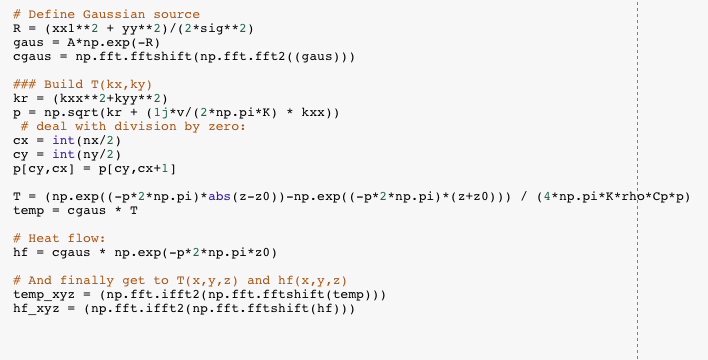 # Define Gaussian source
R = (xx1**2 + yy**2)/(2*sig**2)
gaus = A*np.exp(-R)
cgaus = np.fft.fftshift(np.fft.fft2((gaus)))
### Build T(kx,ky)
kr = (kxx**2+kyy**2)
p = np.sqrt(kr + (1j*v/(2*np.pi*K) * kxx))
# deal with division by zero:
cx = int(nx/2)
cy = int(ny/2)
p[cy,cx] = p[cy,cx+1]
T = (np.exp((-p*2*np.pi)*abs(z-z0))-np.exp((-p*2*np.pi)*(z+z0))) / (4*np.pi*K*rho*Cp*p)
temp = cgaus * T
# Heat flow:
hf = cgaus * np.exp(-p*2*np.pi*z0)
# And finally get to T(x,y,z) and hf(x,y,z)
temp_xyz = (np.fft.ifft2(np.fft.fftshift(temp)))
hf_xyz = (np.fft.ifft2(np.fft.fftshift(hf)))